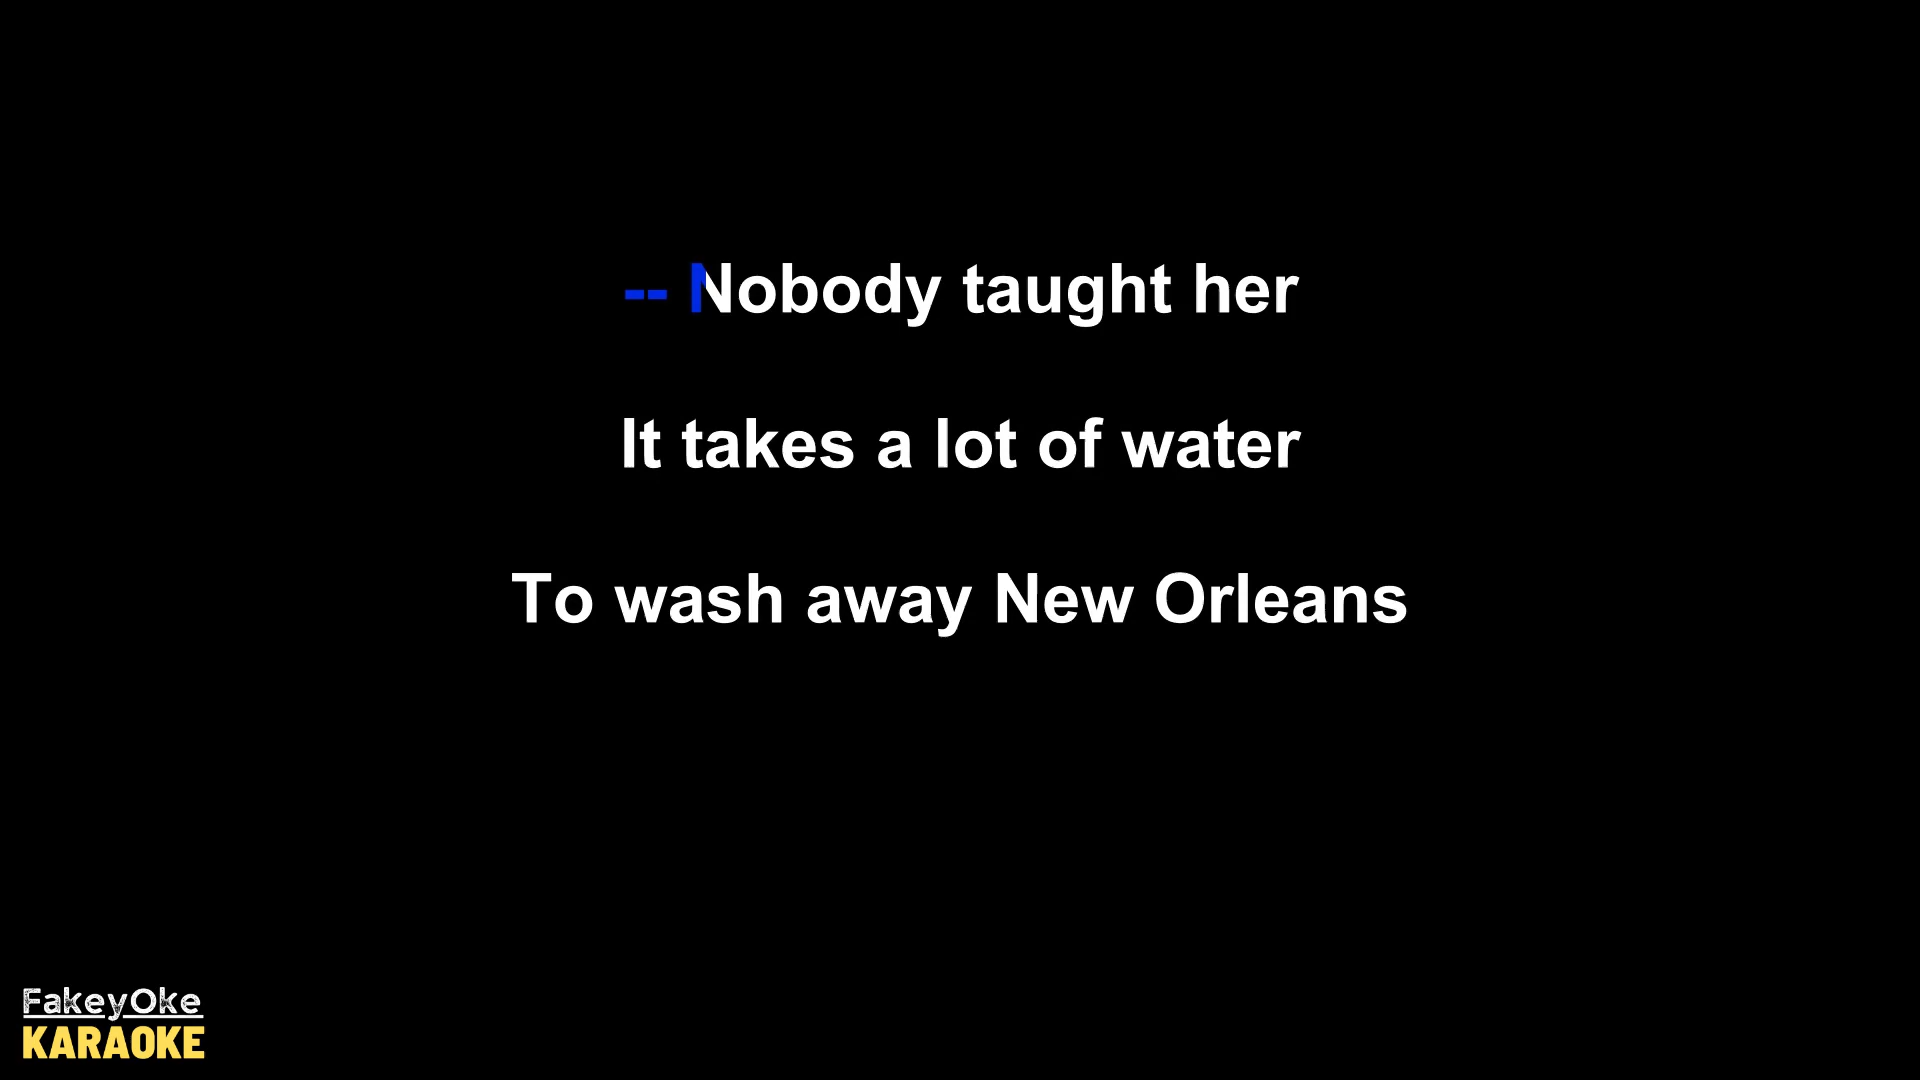 -- Nobody taught her
It takes a lot of water
To wash away New Orleans
FakeyOke
KARAOKE